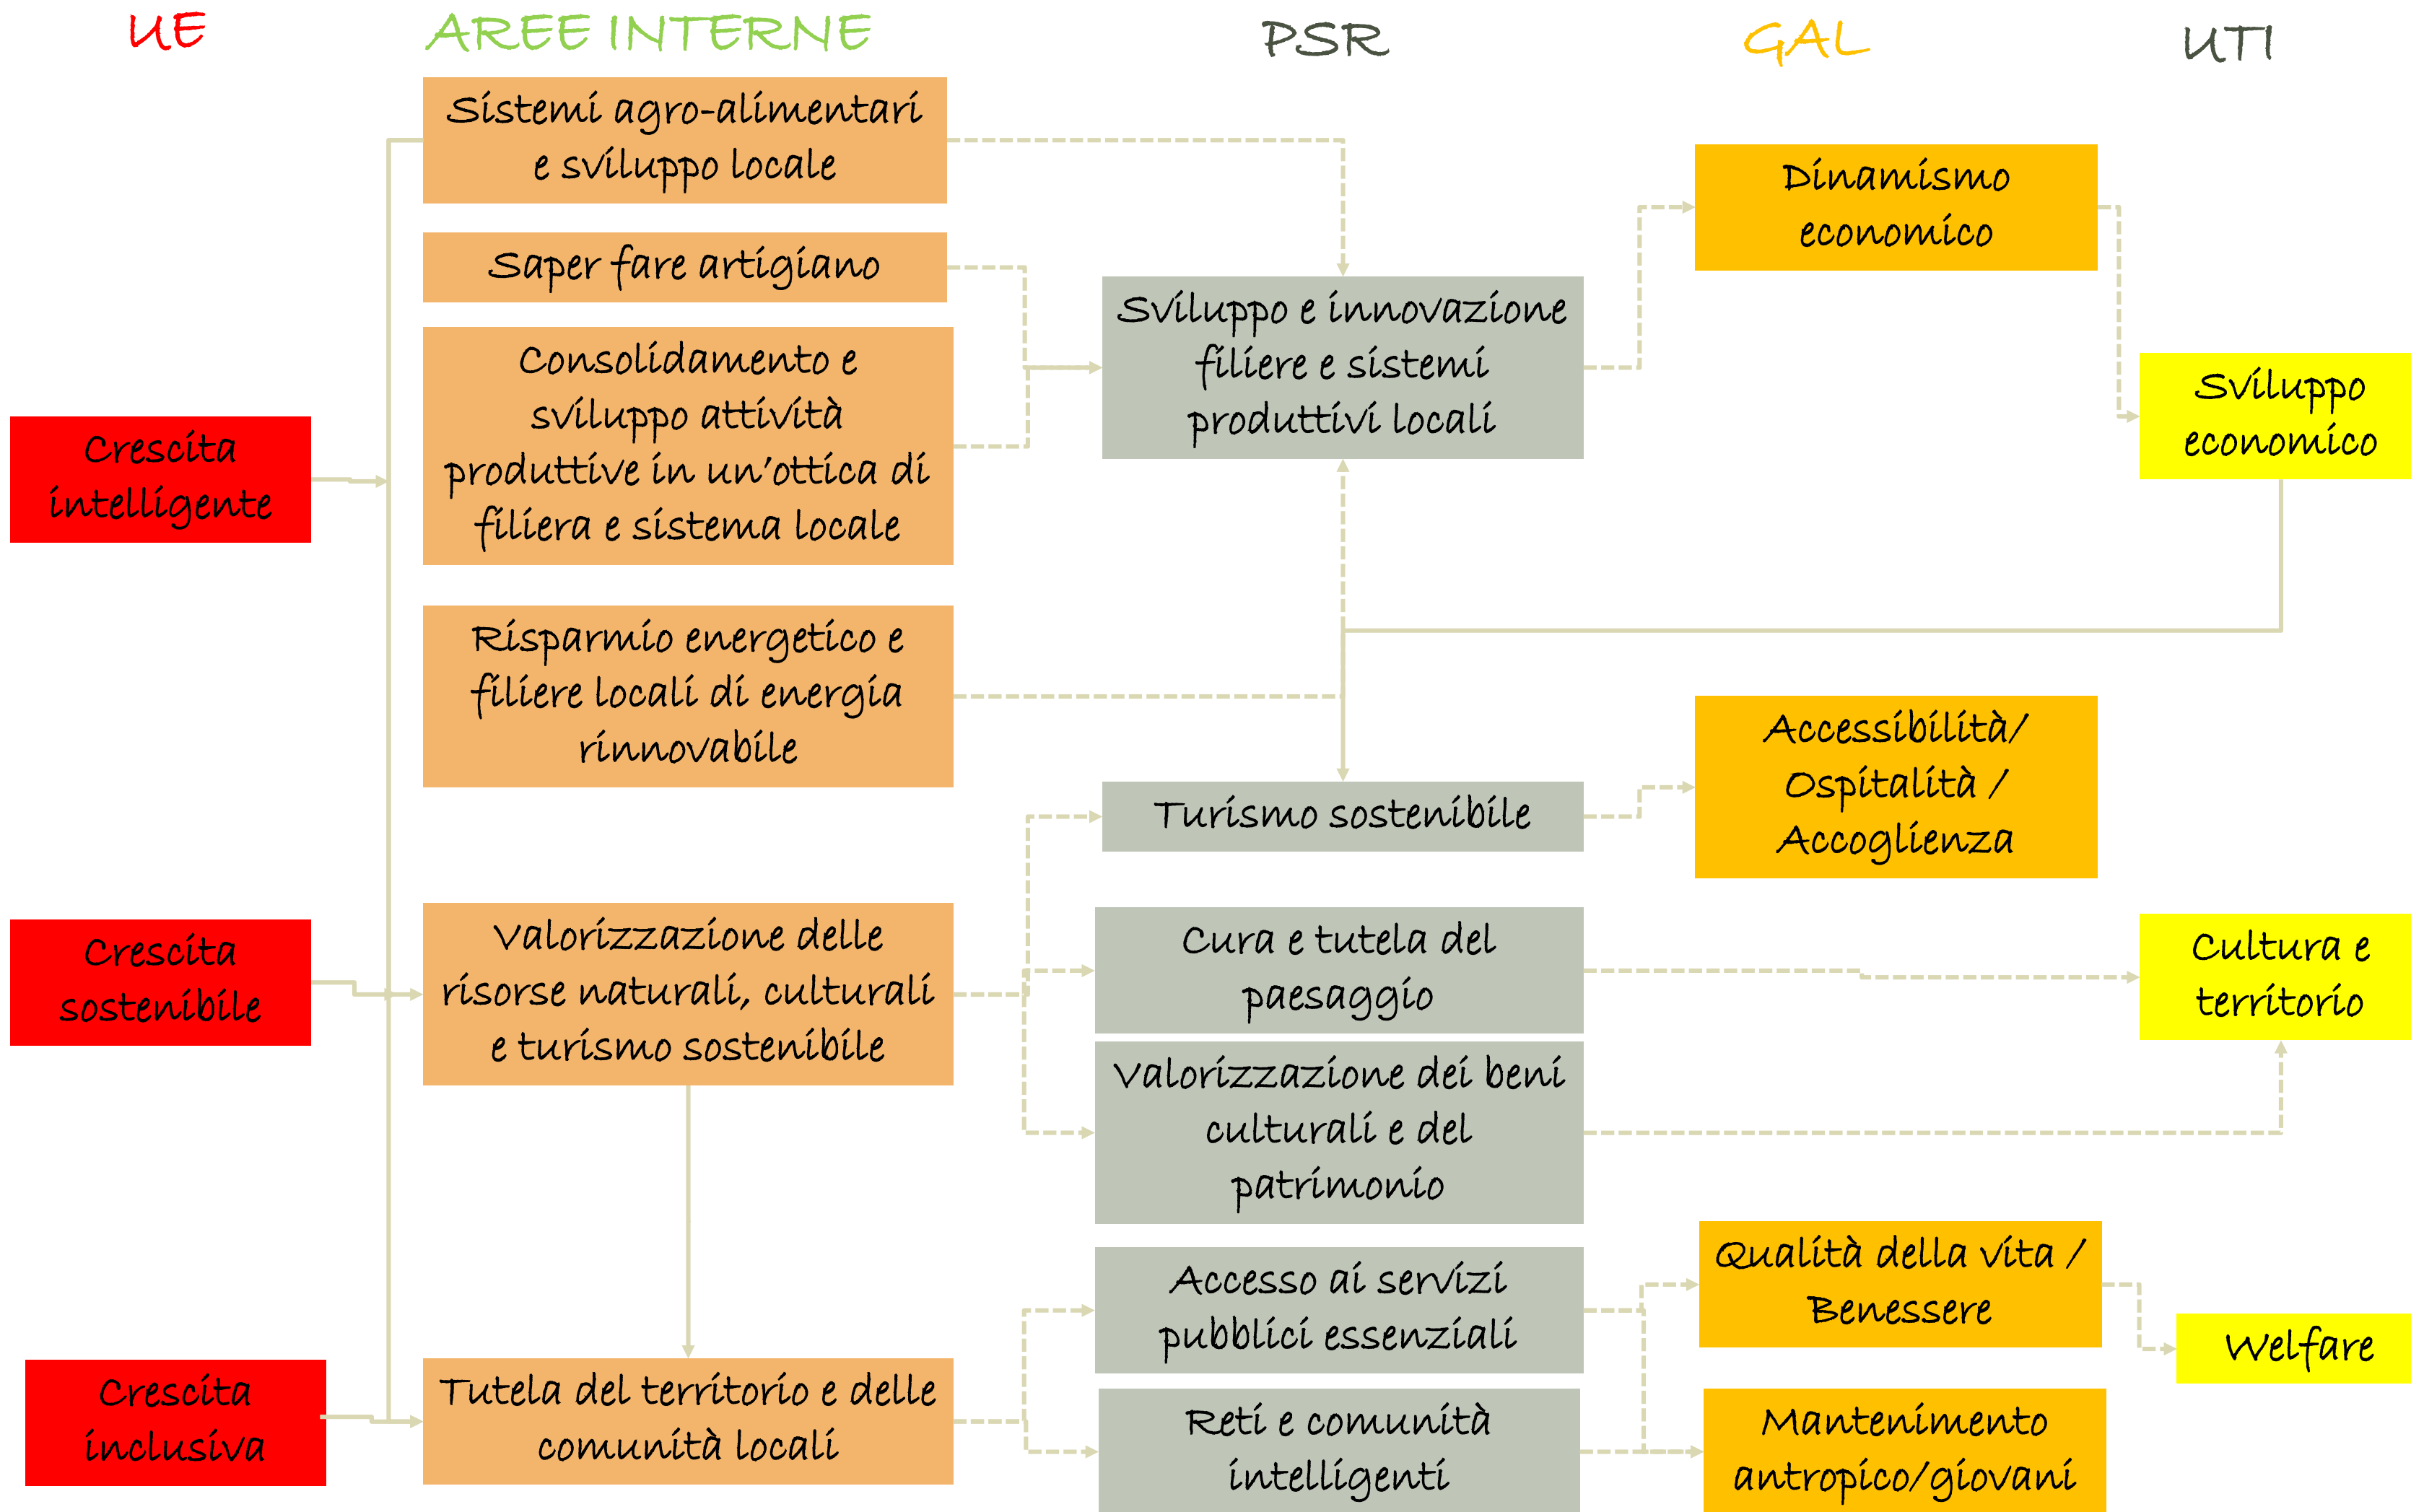 UE
AREE INTERNE
PSR
GAL
UTI
Crescita
intelligente
Crescita
sostenibile
Crescita
inclusiva
Sistemi agro-alimentari
e sviluppo locale
Saper fare artigiano
Consolidamento e
sviluppo attività
produttive in un’ottica di
filiera e sistema locale
Risparmio energetico e
filiere locali di energia
rinnovabile
Valorizzazione delle
risorse naturali, culturali
e turismo sostenibile
Tutela del territorio e delle
comunità locali
Sviluppo e innovazione
filiere e sistemi
produttivi locali
Turismo sostenibile
Cura e tutela del
paesaggio
Valorizzazione dei beni
culturali e del
patrimonio
Accesso ai servizi
pubblici essenziali
Reti e comunità
intelligenti
Dinamismo
economico
Accessibilità/
Ospitalità /
Accoglienza
Qualità della vita /
Benessere
Mantenimento
antropico/giovani
Sviluppo
economico
Cultura e
territorio
Welfare